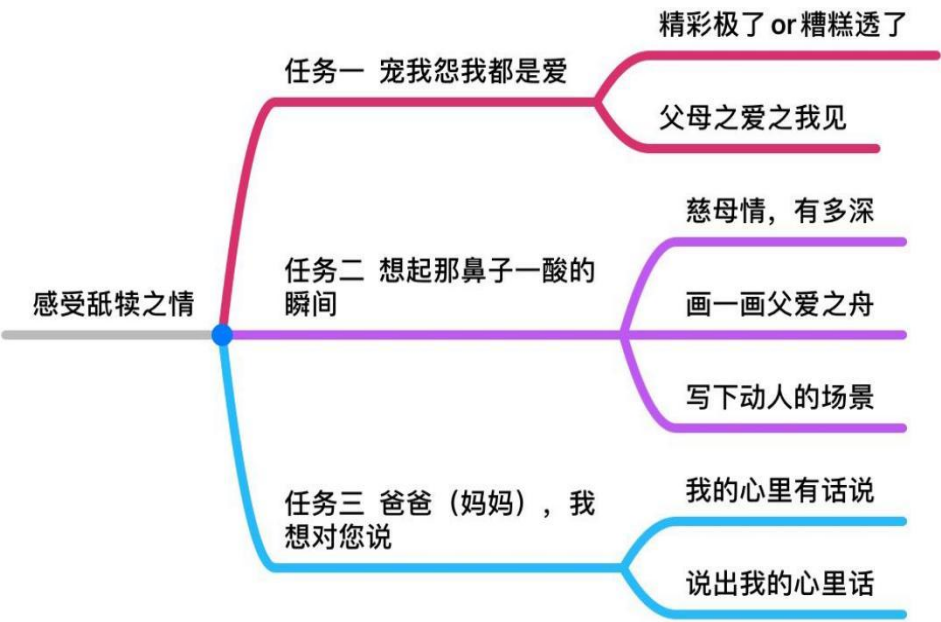 感受舐犊之情
任务一 宠我怨我都是爱
精彩极了or糟糕透了
父母之爱之我见
任务二 想起那鼻子一酸的
瞬间
慈母情，有多深
画一画父爱之舟
写下动人的场景
任务三 爸爸（妈妈），我
想对您说
我的心里有话说
说出我的心里话